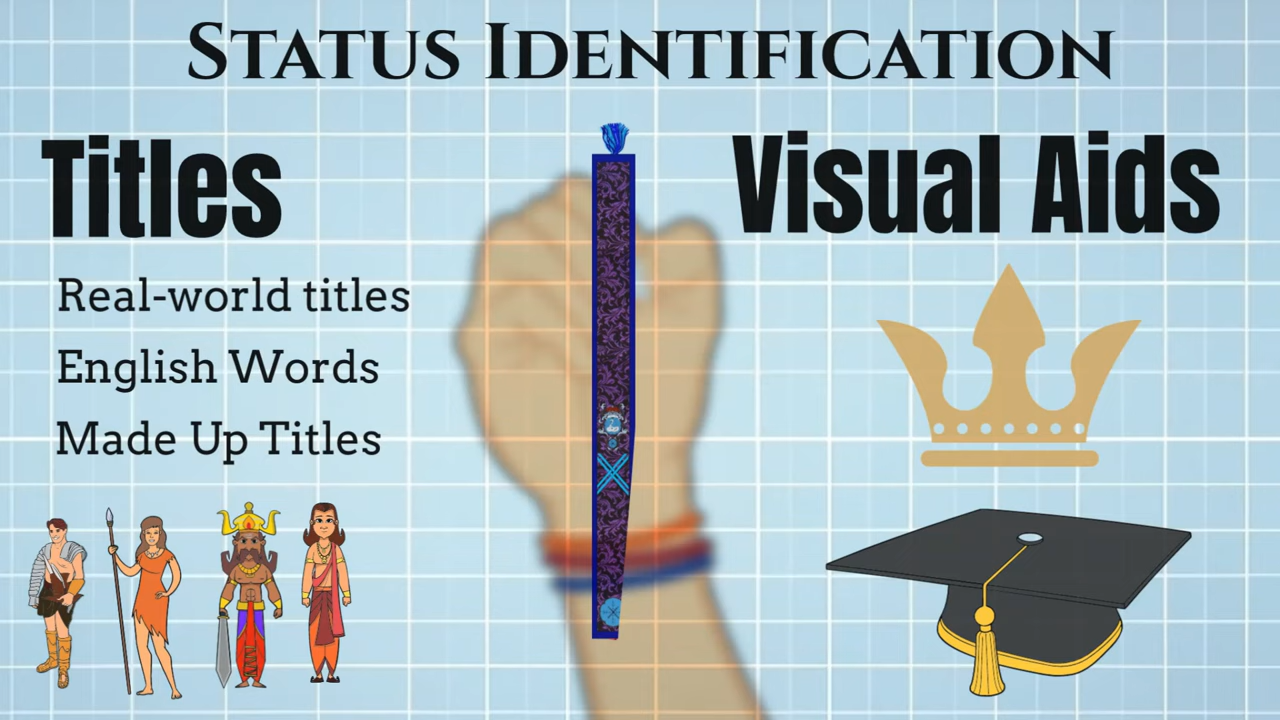 Status Identification
Titles
Real-world titles
English Words
Made Up Titles
Visual Aids